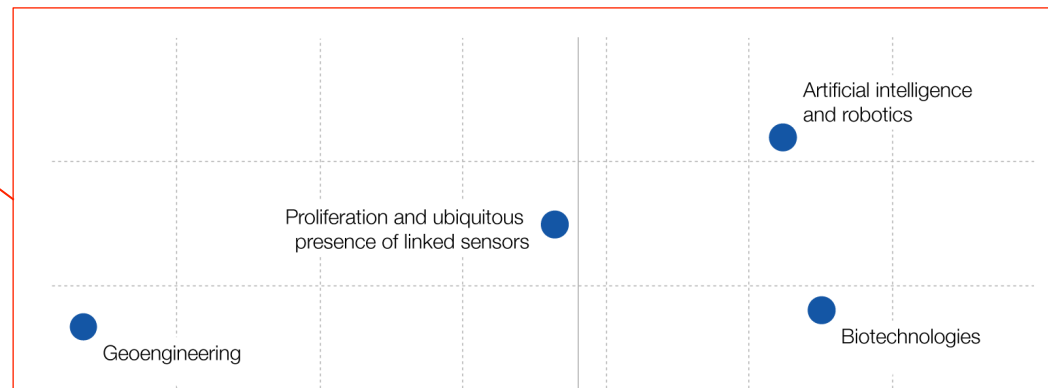 Artificial intelligence
and robotics
Proliferation and ubiquitous
presence of linked sensors
Biotechnologies
Geoengineering